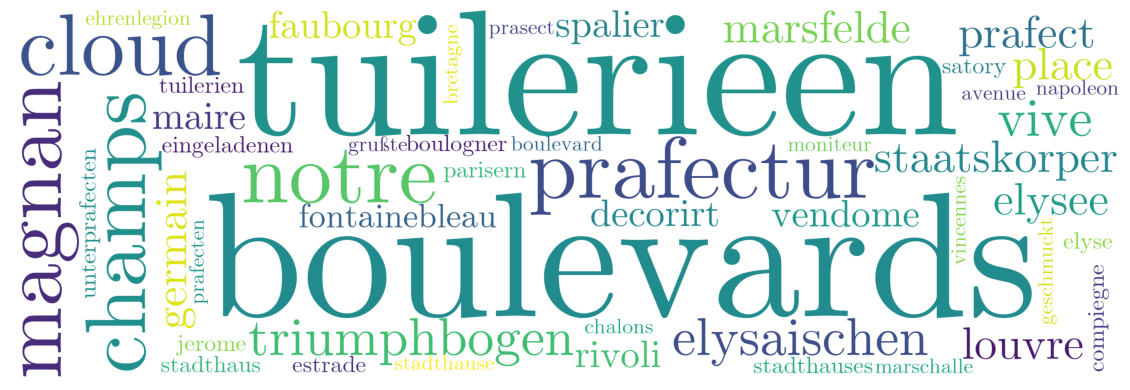 ehrenlegion
cloud
faubourg
tuilerieen
bretagne
prasect
spalier
marsfelde
prafect
satory
place
tuilerien
avenue
napoleon
magnan
champs
maire
vive
eingeladenen
grußte
boulogner
boulevard
moniteur
staatskorper
notre
parisern
prafectur
unterprafecten
germain
prafecten
fontainebleau
decorirt
vendome
vincennes
elysee
boulevards
elyse
geschmuckt
compiegne
triumphbogen
chalons
rivoli
elysaischen
louvre
jerome
stadthaus
estrade
stadthause
stadthauses
marschalle